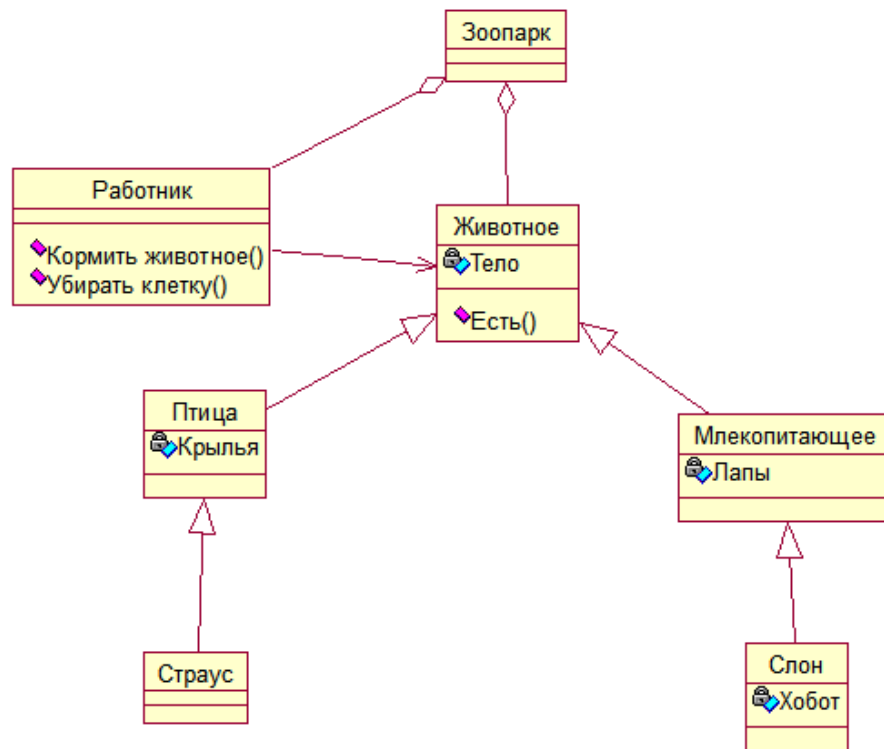 Зоопарк
Работник
Кормить животное()
Убирать клетку()
Животное
Тело
Есть()
Птица
Крылья
Млекопитающее
Лапы
Страус
Слон
Хобот